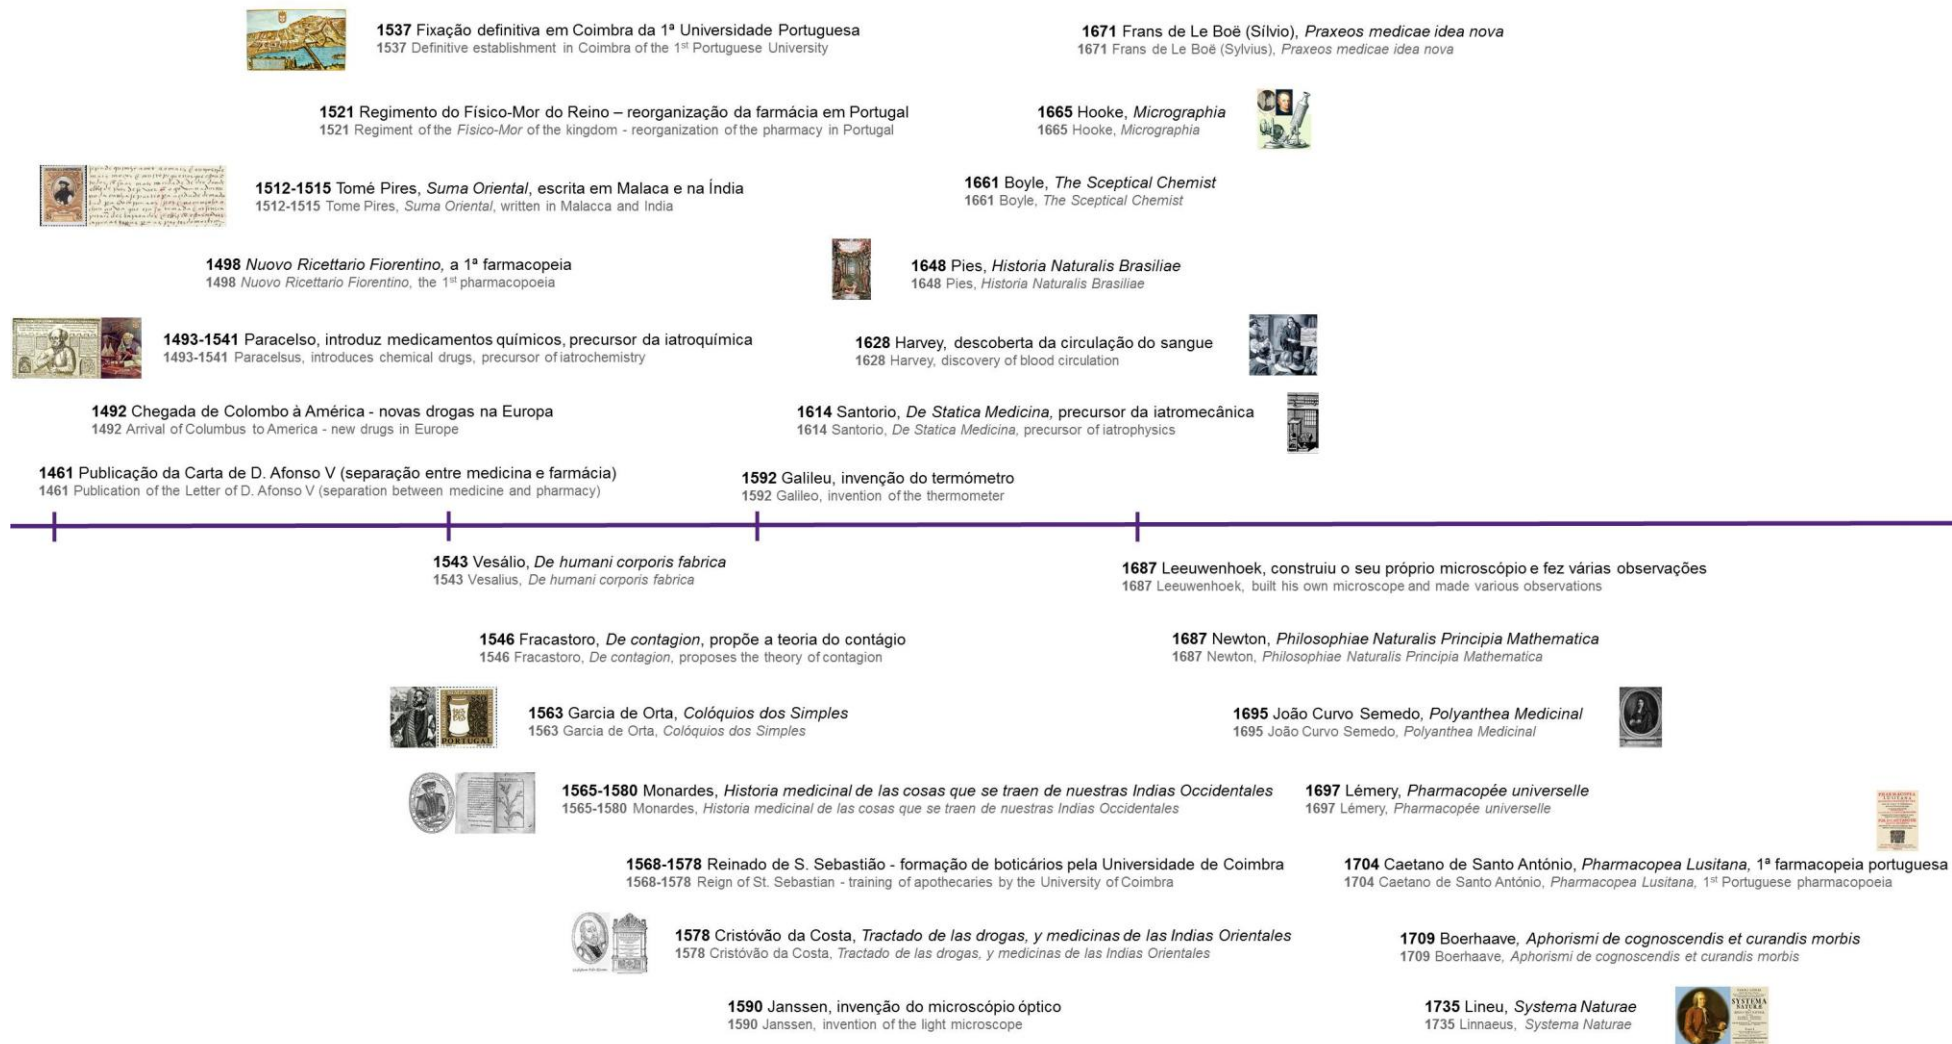 1537 Fixação definitiva em Coimbra da 1ª Universidade Portuguesa
1537 Definitive establishment in Coimbra of the 1st Portuguese University
1521 Regimento do Físico-Mor do Reino – reorganização da farmácia em Portugal
1521 Regiment of the Físico-Mor of the kingdom - reorganization of the pharmacy in Portugal
1512-1515 Tomé Pires, Suma Oriental, escrita em Malaca e na Índia
1512-1515 Tome Pires, Suma Oriental, written in Malacca and India
1498 Nuovo Ricettario Fiorentino, a 1ª farmacopeia
1498 Nuovo Ricettario Fiorentino, the 1st pharmacopoeia
1493-1541 Paracelso, introduz medicamentos químicos, precursor da iatroquímica
1493-1541 Paracelsus, introduces chemical drugs, precursor of iatrochemistry
1492 Chegada de Colombo à América - novas drogas na Europa
1492 Arrival of Columbus to America - new drugs in Europe
1461 Publicação da Carta de D. Afonso V (separação entre medicina e farmácia)
1461 Publication of the Letter of D. Afonso V (separation between medicine and pharmacy)
1671 Frans de Le Boë (Sílvio), Praxeos medicae idea nova
1671 Frans de Le Boë (Sylvius), Praxeos medicae idea nova
1665 Hooke, Micrographia
1665 Hooke, Micrographia
1661 Boyle, The Sceptical Chemist
1661 Boyle, The Sceptical Chemist
1648 Pies, Historia Naturalis Brasiliae
1648 Pies, Historia Naturalis Brasiliae
1628 Harvey, descoberta da circulação do sangue
1628 Harvey, discovery of blood circulation
1614 Santorio, De Statica Medicina, precursor da iatromecânica
1614 Santorio, De Statica Medicina, precursor of iatrophysics
1592 Galileu, invenção do termómetro
1592 Galileo, invention of the thermometer
1543 Vesálio, De humani corporis fabrica
1543 Vesalius, De humani corporis fabrica
1546 Fracastoro, De contagion, propõe a teoria do contágio
1546 Fracastoro, De contagion, proposes the theory of contagion
PORTUGAL
1563 Garcia de Orta, Colóquios dos Simples
1563 Garcia de Orta, Colóquios dos Simples
1565-1580 Monardes, Historia medicinal de las cosas que se traen de nuestras Indias Occidentales
1565-1580 Monardes, Historia medicinal de las cosas que se traen de nuestras Indias Occidentales
1568-1578 Reinado de S. Sebastião - formação de boticários pela Universidade de Coimbra
1568-1578 Reign of St. Sebastian - training of apothecaries by the University of Coimbra
1578 Cristóvão da Costa, Tractado de las drogas, y medicinas de las Indias Orientales
1578 Cristóvão da Costa, Tractado de las drogas, y medicinas de las Indias Orientales
1590 Janssen, invenção do microscópio óptico
1590 Janssen, invention of the light microscope
1687 Leeuwenhoek, construiu o seu próprio microscópio e fez várias observações
1687 Leeuwenhoek, built his own microscope and made various observations
1687 Newton, Philosophiae Naturalis Principia Mathematica
1687 Newton, Philosophiae Naturalis Principia Mathematica
1695 João Curvo Semedo, Polyanthea Medicinal
1695 João Curvo Semedo, Polyanthea Medicinal
1697 Lémery, Pharmacopée universelle
1697 Lémery, Pharmacopée universelle
1704 Caetano de Santo António, Pharmacopea Lusitana, 1ª farmacopeia portuguesa
1704 Caetano de Santo António, Pharmacopea Lusitana, 1st Portuguese pharmacopoeia
1709 Boerhaave, Aphorismi de cognoscendis et curandis morbis
1709 Boerhaave, Aphorismi de cognoscendis et curandis morbis
1735 Lineu, Systema Naturae
1735 Linnaeus, Systema Naturae
SYSTEMA
NATURÆ